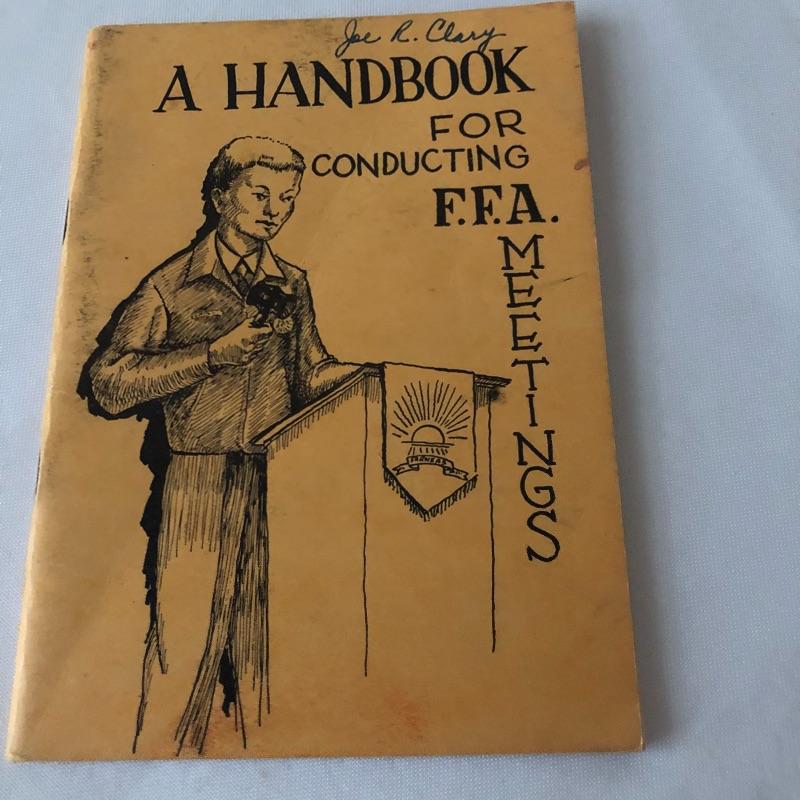 Joe R. Clary
A HANDBOOK
FOR
CONDUCTING
F.F.A.
MEETINGS